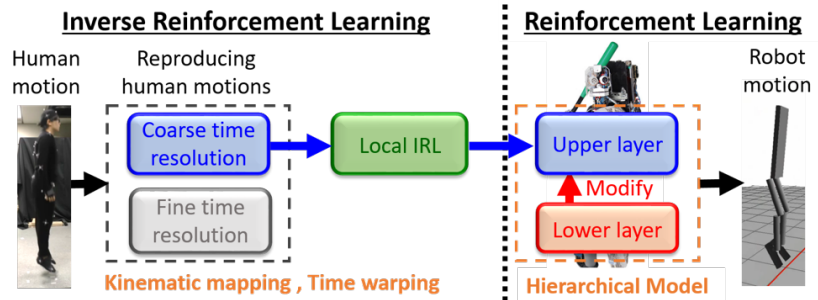 Inverse Reinforcement Learning
Reinforcement Learning
Human
motion
Reproducing
human motions
Robot
motion
Coarse time
resolution
Local IRL
Upper layer
Modify
Fine time
resolution
Lower layer
Kinematic mapping , Time warping
Hierarchical Model